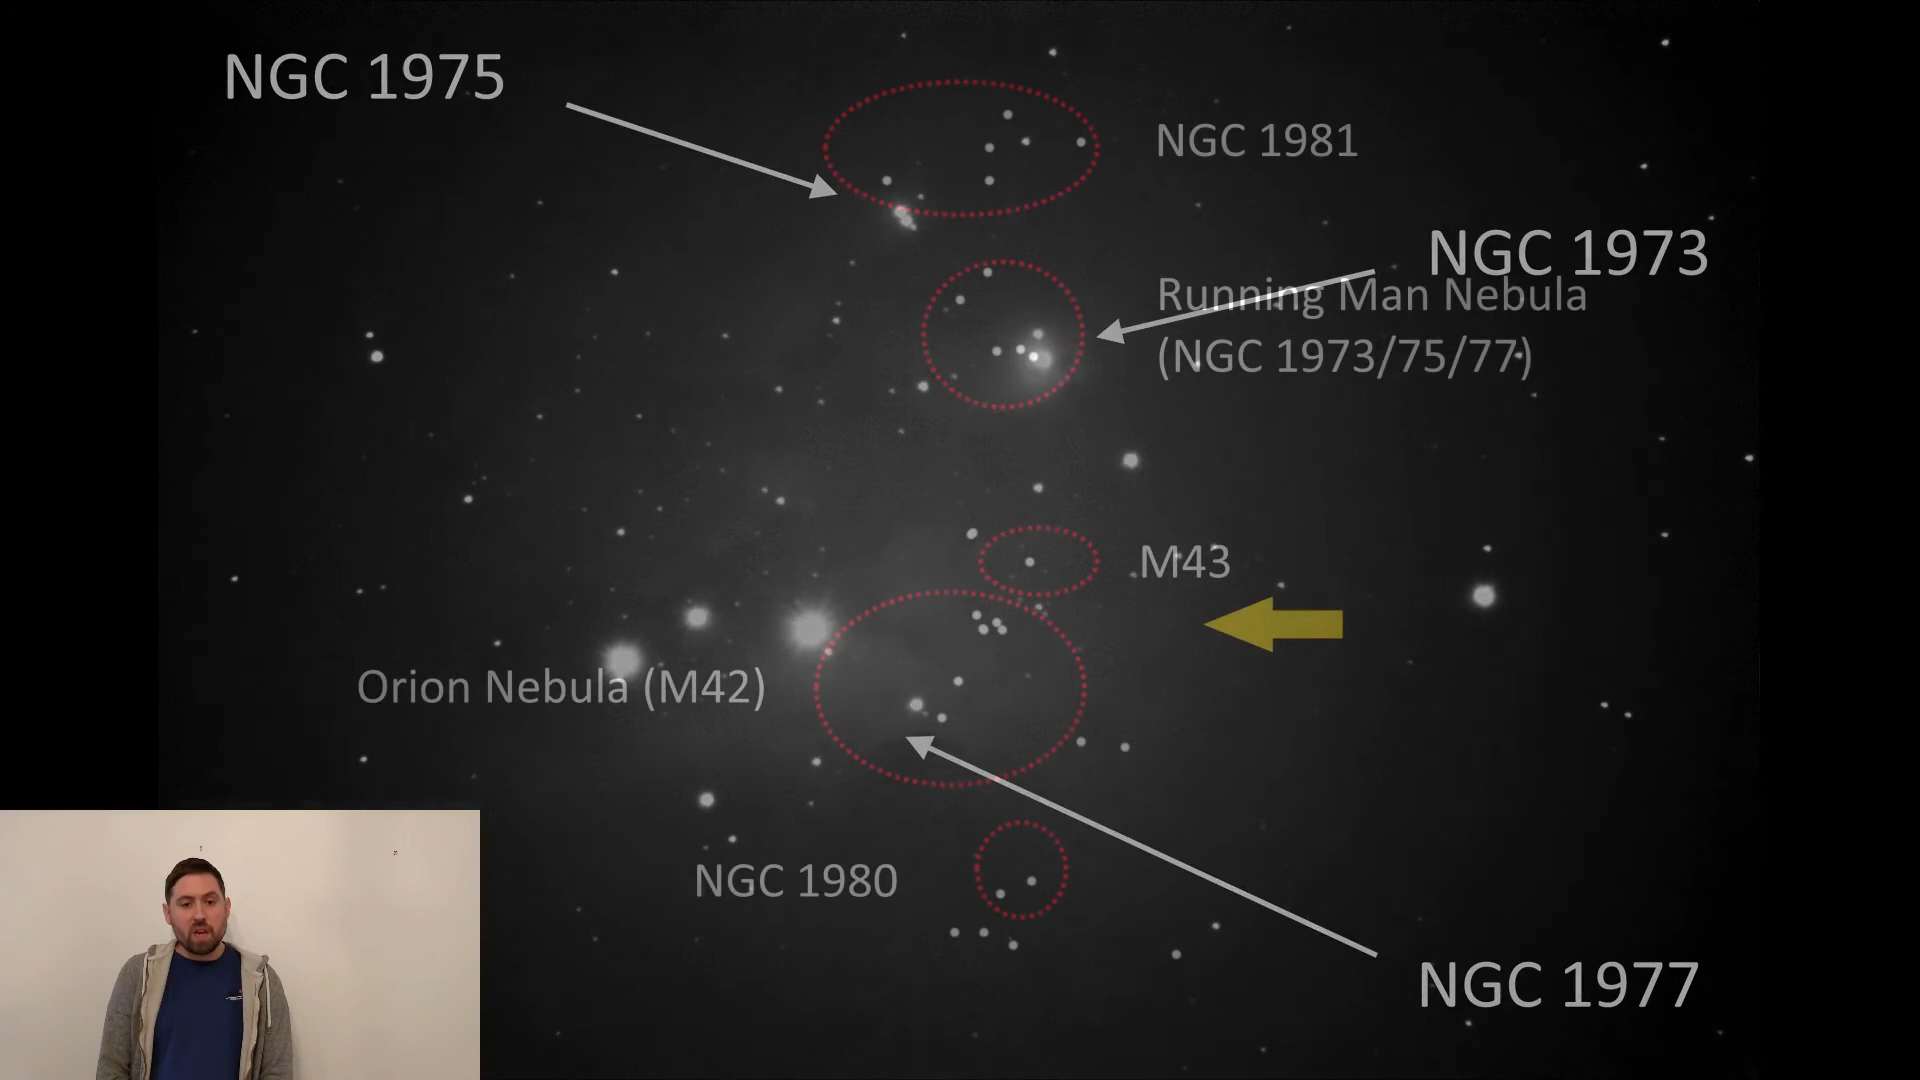 NGC 1975
NGC 1981
NGC 1973
Running Man Nebula
(NGC 1973/75/77)
M43
Orion Nebula (M42)
NGC 1980
NGC 1977